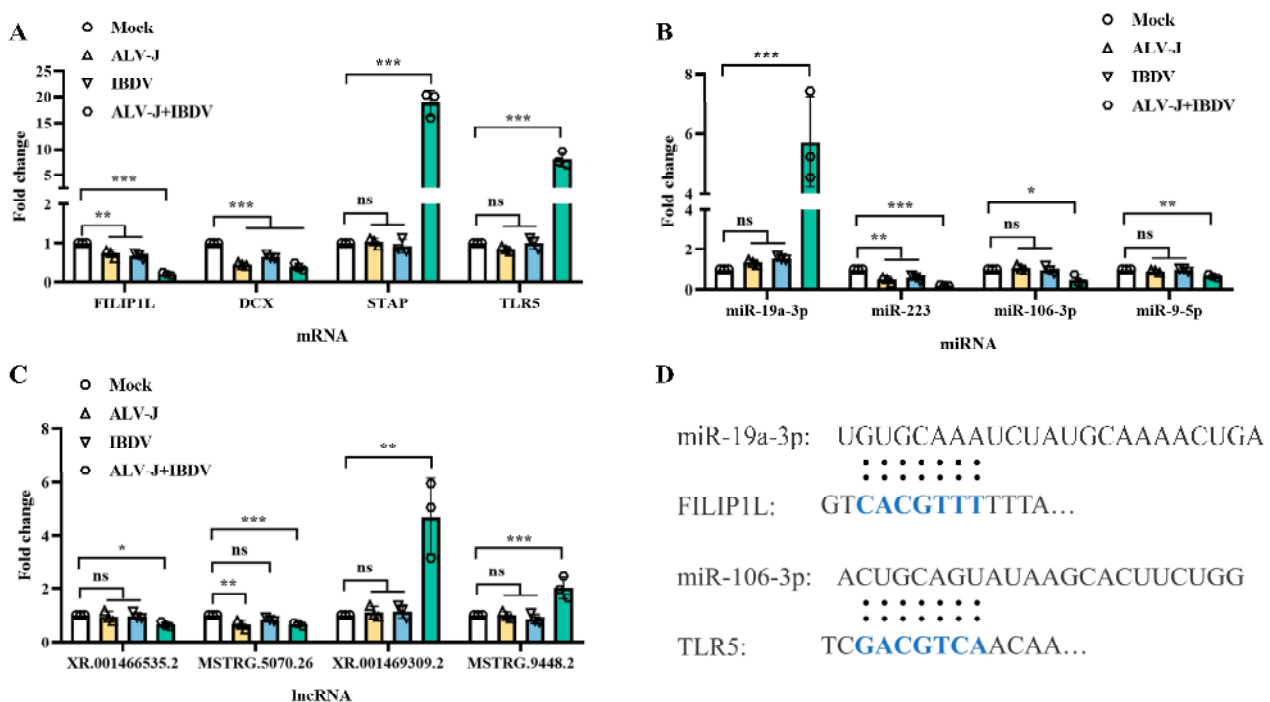 A
Mock
ALV-J
IBDV
ALV-J+IBDV
Fold change
25
20
15
10
5
2
1
0
***
**
***
ns
***
ns
***
FILIP1L DCX STAP TLR5
mRNA
B
Mock
ALV-J
IBDV
ALV-J+IBDV
Fold change
8
6
4
4
2
0
ns
***
**
***
ns
*
ns
**
miR-19a-3p miR-223 miR-106-3p miR-9-5p
miRNA
C
Mock
ALV-J
IBDV
ALV-J+IBDV
Fold change
8
6
4
2
0
ns
*
**
ns
***
ns
**
ns
***
XR.001466535.2 MSTRG.5070.26 XR.001469309.2 MSTRG.9448.2
lncRNA
D
miR-19a-3p: UGUGCAAAUCUAUGCAAAACUGA
FILIP1L: GTCACGTTTTTTA...
miR-106-3p: ACUGCAGUAUAAGCACUUCUGG
TLR5: TCGACGTCAACAA...